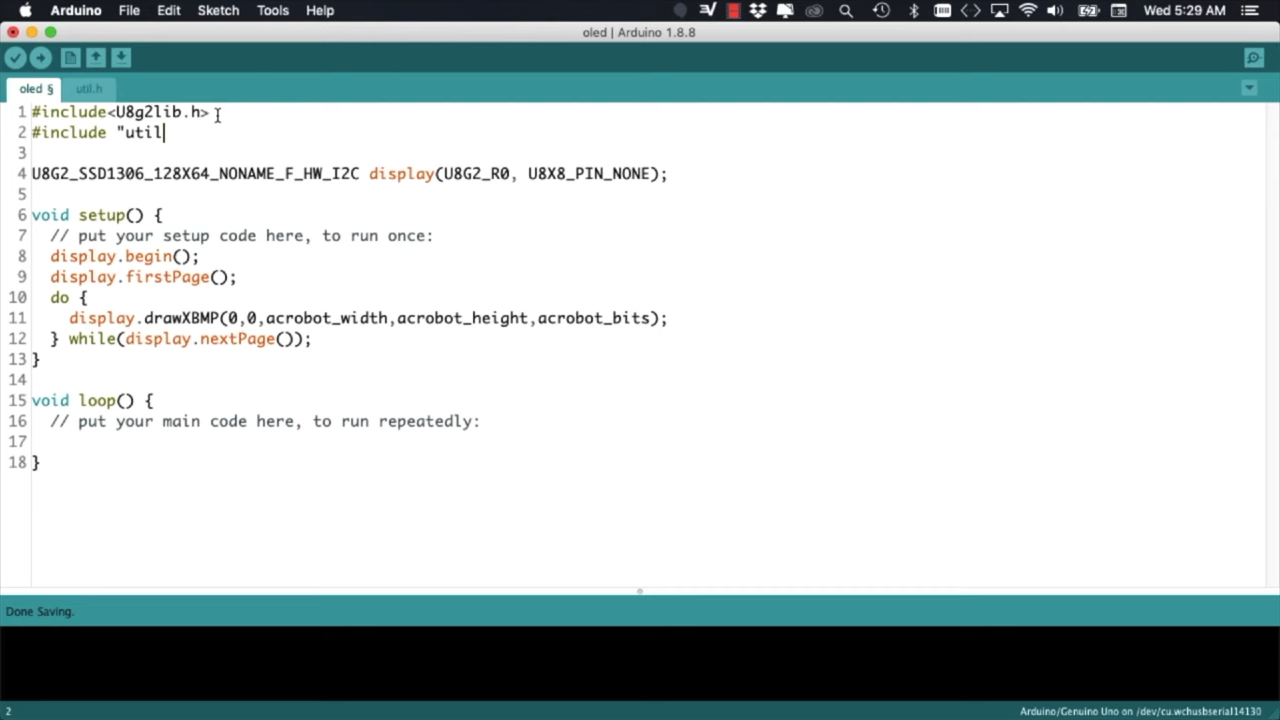 Arduino File Edit Sketch Tools Help Wed 5:29 AM
oled | Arduino 1.8.8
oled § util.h
1 #include<U8g2lib.h>
2 #include "util
3
4 U8G2_SSD1306_128X64_NONAME_F_HW_I2C display(U8G2_R0, U8X8_PIN_NONE);
5
6 void setup() {
7 // put your setup code here, to run once:
8 display.begin();
9 display.firstPage();
10 do {
11 display.drawXBMP(0,0,acrobot_width,acrobot_height,acrobot_bits);
12 } while(display.nextPage());
13 }
14
15 void loop() {
16 // put your main code here, to run repeatedly:
17
18 }
Done Saving.
2 Arduino/Genuino Uno on /dev/cu.wchusbserial14130